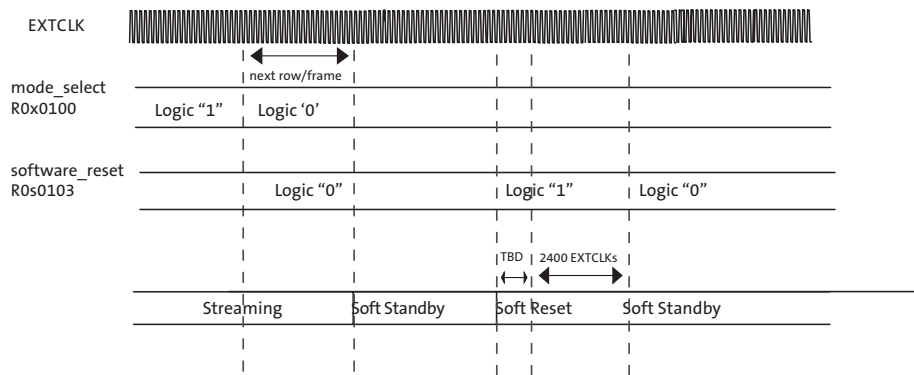 EXTCLK
next row/frame
mode_select
R0x0100
Logic “1”
Logic ‘0’
software_reset
R0s0103
Logic “0”
Logic “1”
Logic “0”
TBD
2400 EXTCLKs
Streaming
Soft Standby
Soft Reset
Soft Standby